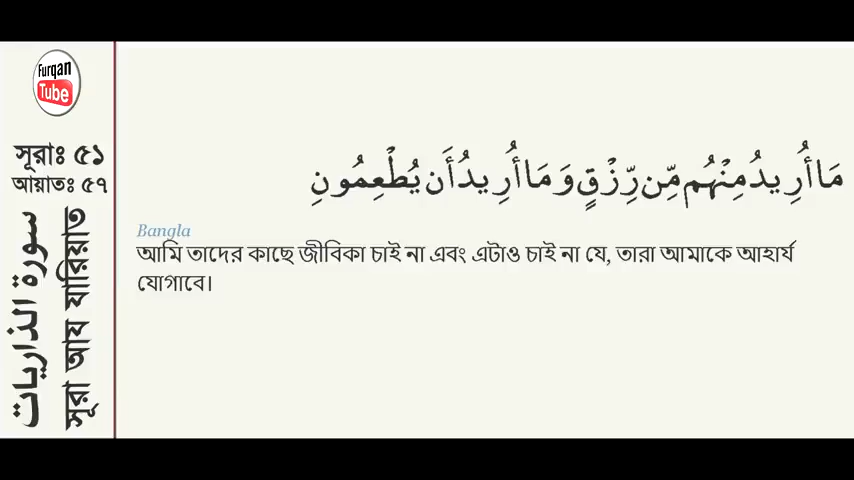 Furqan
Tube
সূরাঃ ৫১
আয়াতঃ ৫৭
سورة الذاريات
সূরা আয যারিয়াত
مَا أُرِيدُ مِنْهُم مِّن رِّزْقٍ وَمَا أُرِيدُ أَن يُطْعِمُونِ
Bangla
আমি তাদের কাছে জীবিকা চাই না এবং এটাও চাই না যে, তারা আমাকে আহার্য
যোগাবে।